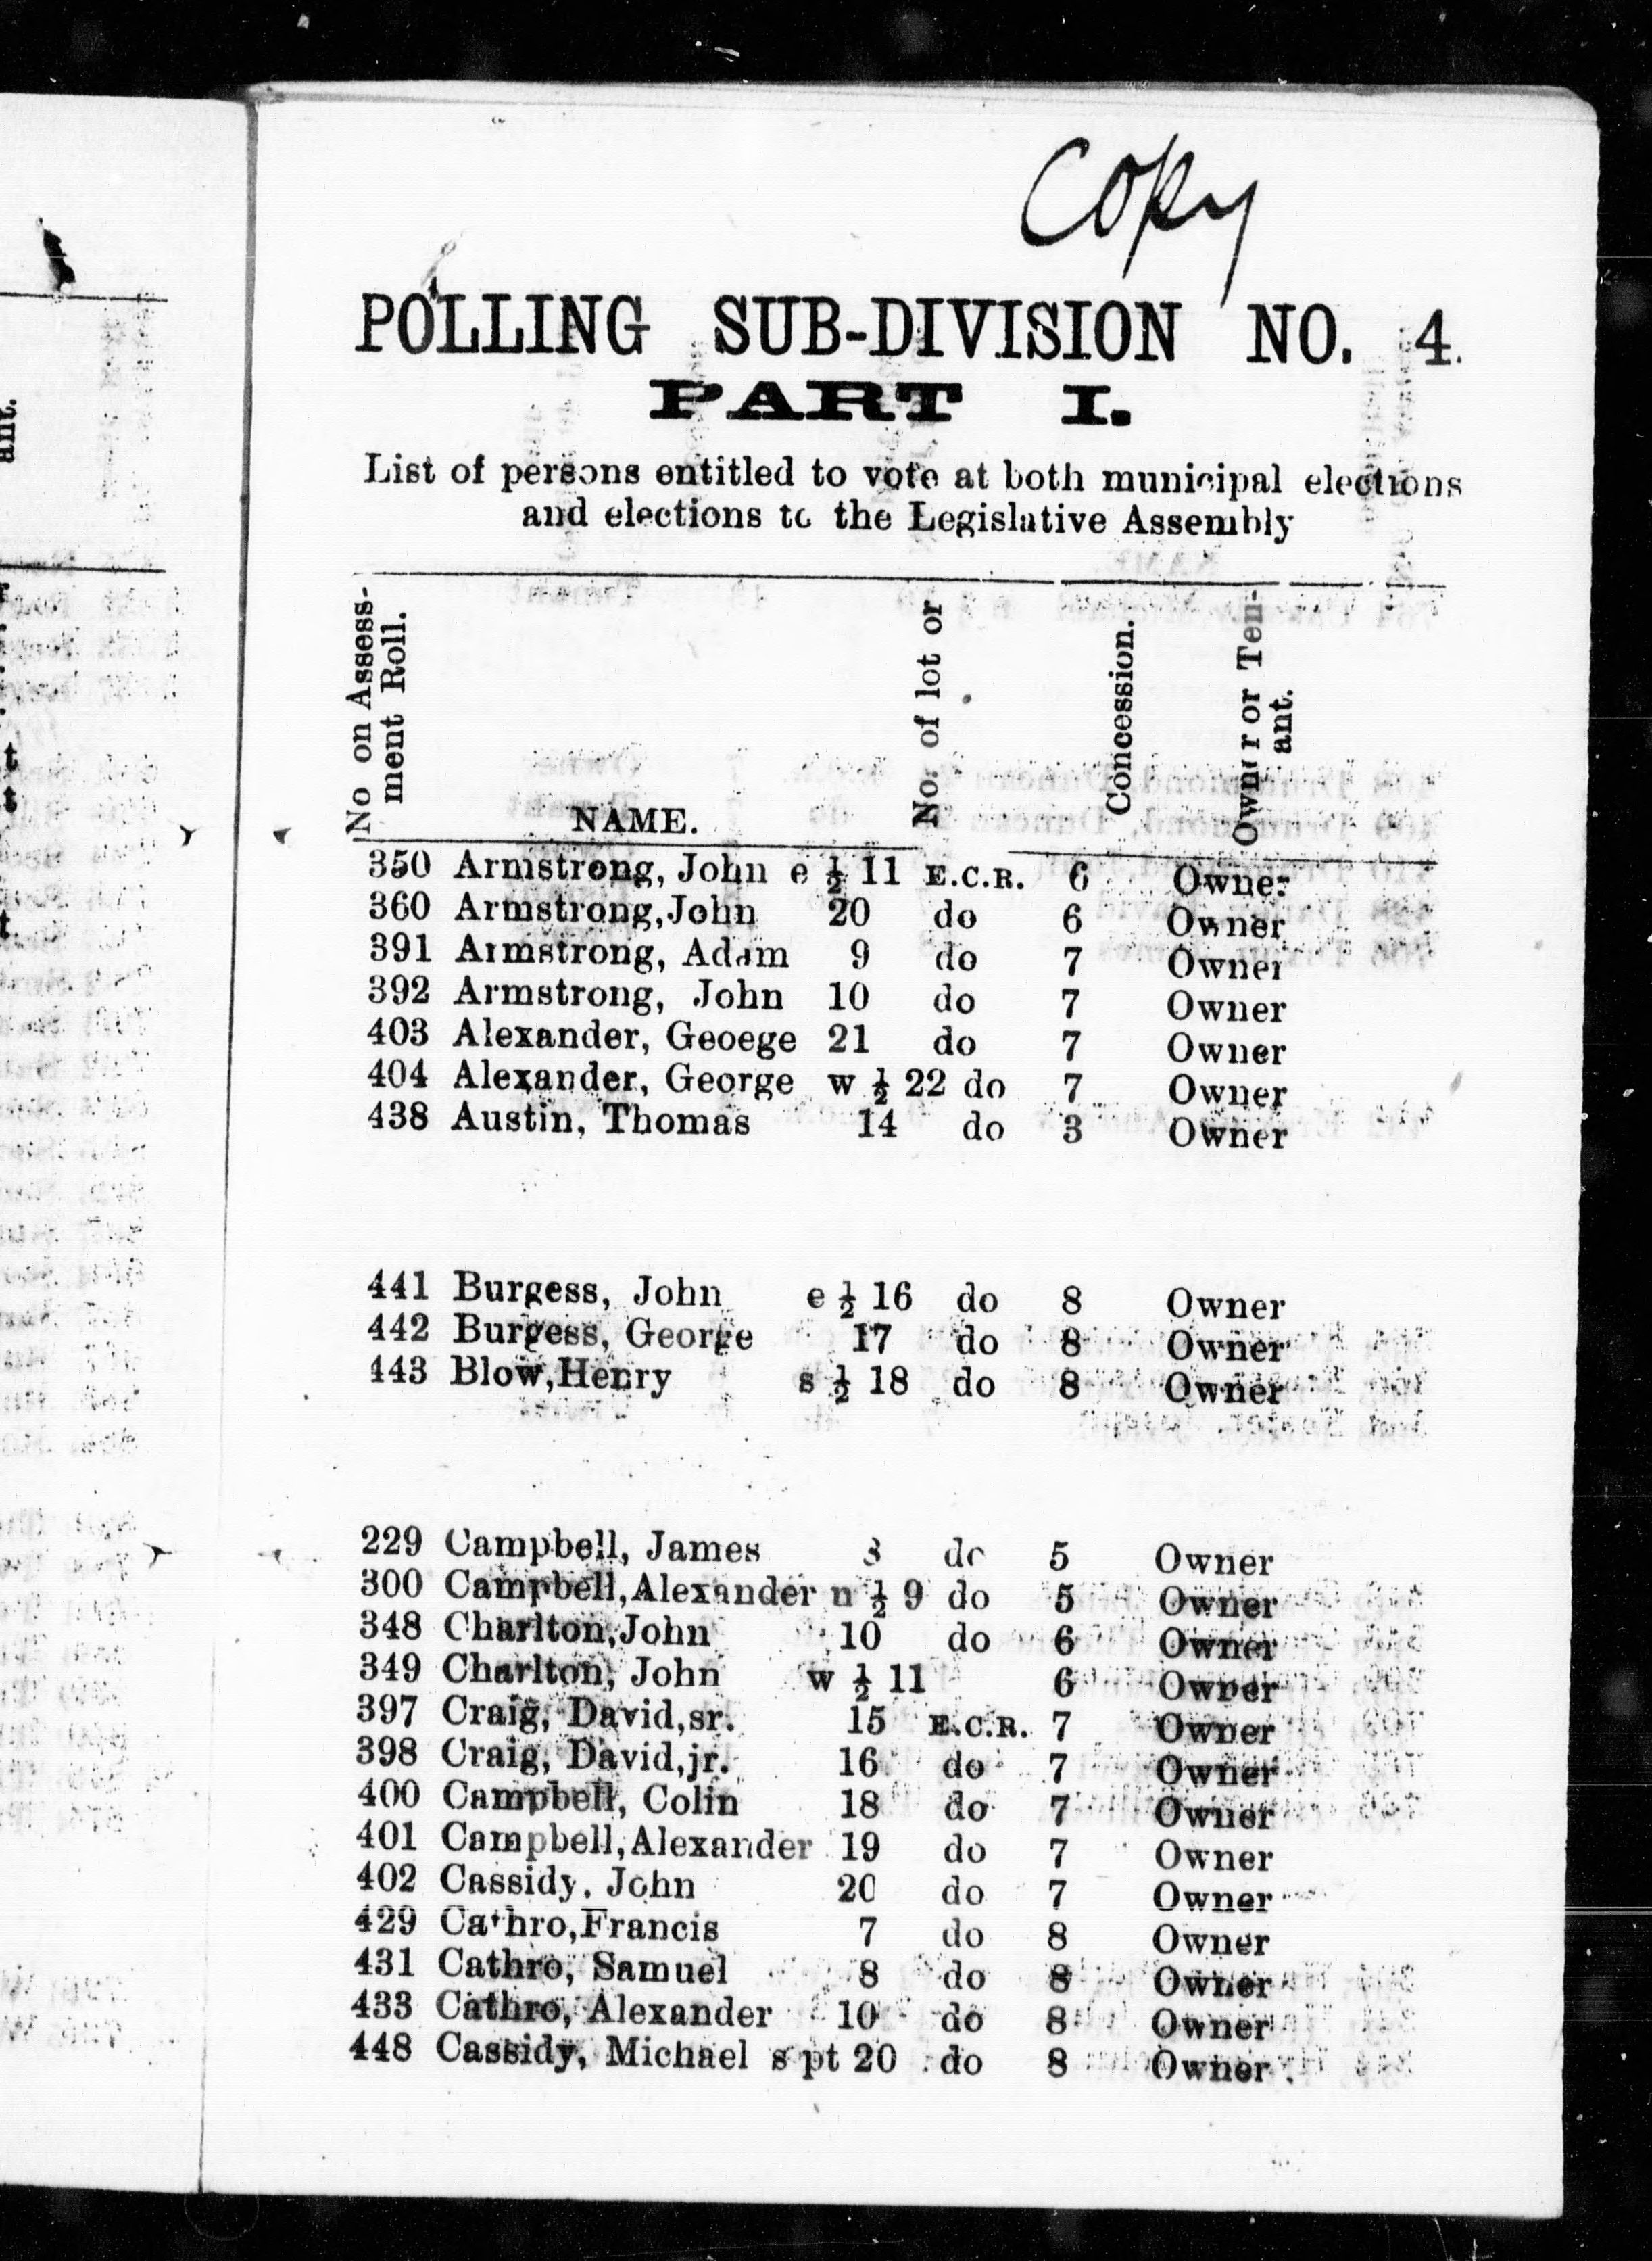 Copy
POLLING SUB-DIVISION NO. 4.
PART I.
List of persons entitled to vote at both municipal elections
and elections to the Legislative Assembly
No on Assess-
ment Roll.
NAME.
No. of lot or
Concession.
Owner or Ten-
ant.
350 Armstrong, John e ½ 11 E.C.R. 6 Owner
360 Armstrong,John 20 do 6 Owner
391 Armstrong, Adam 9 do 7 Owner
392 Armstrong, John 10 do 7 Owner
403 Alexander, Geoege 21 do 7 Owner
404 Alexander, George w ½ 22 do 7 Owner
438 Austin, Thomas 14 do 3 Owner
441 Burgess, John e ½ 16 do 8 Owner
442 Burgess, George 17 do 8 Owner
443 Blow,Henry s ½ 18 do 8 Owner
229 Campbell, James 8 do 5 Owner
300 Campbell,Alexander n ½ 9 do 5 Owner
348 Charlton,John 10 do 6 Owner
349 Charlton, John w ½ 11 6 Owner
397 Craig, David,sr. 15 E.C.R. 7 Owner
398 Craig, David,jr. 16 do 7 Owner
400 Campbell, Colin 18 do 7 Owner
401 Campbell,Alexander 19 do 7 Owner
402 Cassidy, John 20 do 7 Owner
429 Cathro,Francis 7 do 8 Owner
431 Cathro, Samuel 8 do 8 Owner
433 Cathro, Alexander 10 do 8 Owner
448 Cassidy, Michael s pt 20 do 8 Owner.